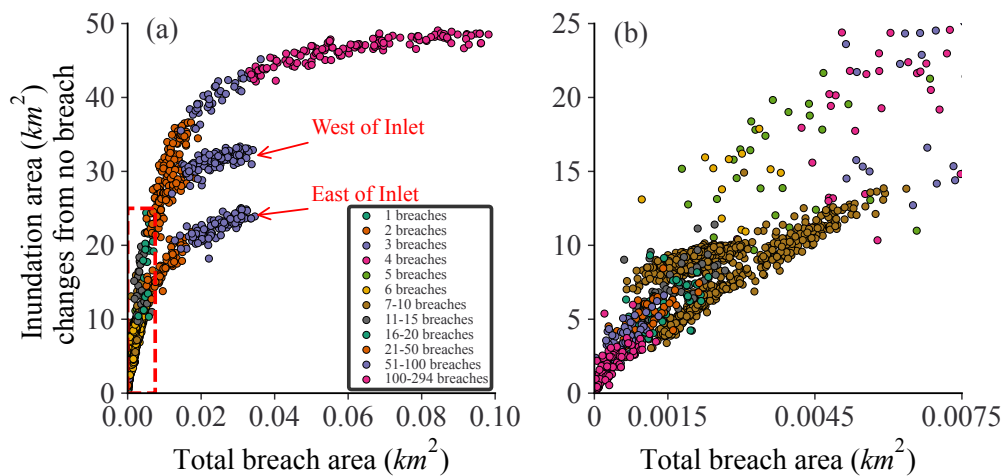 (a)
(b)
Inundation area (km²)
changes from no breach
50
40
30
20
10
0
0.00
0.02
0.04
0.06
0.08
0.10
Total breach area (km²)
West of Inlet
East of Inlet
1 breaches
2 breaches
3 breaches
4 breaches
5 breaches
6 breaches
7-10 breaches
11-15 breaches
16-20 breaches
21-50 breaches
51-100 breaches
100-294 breaches
25
20
15
10
5
0
0
0.0015
0.0045
0.0075
Total breach area (km²)